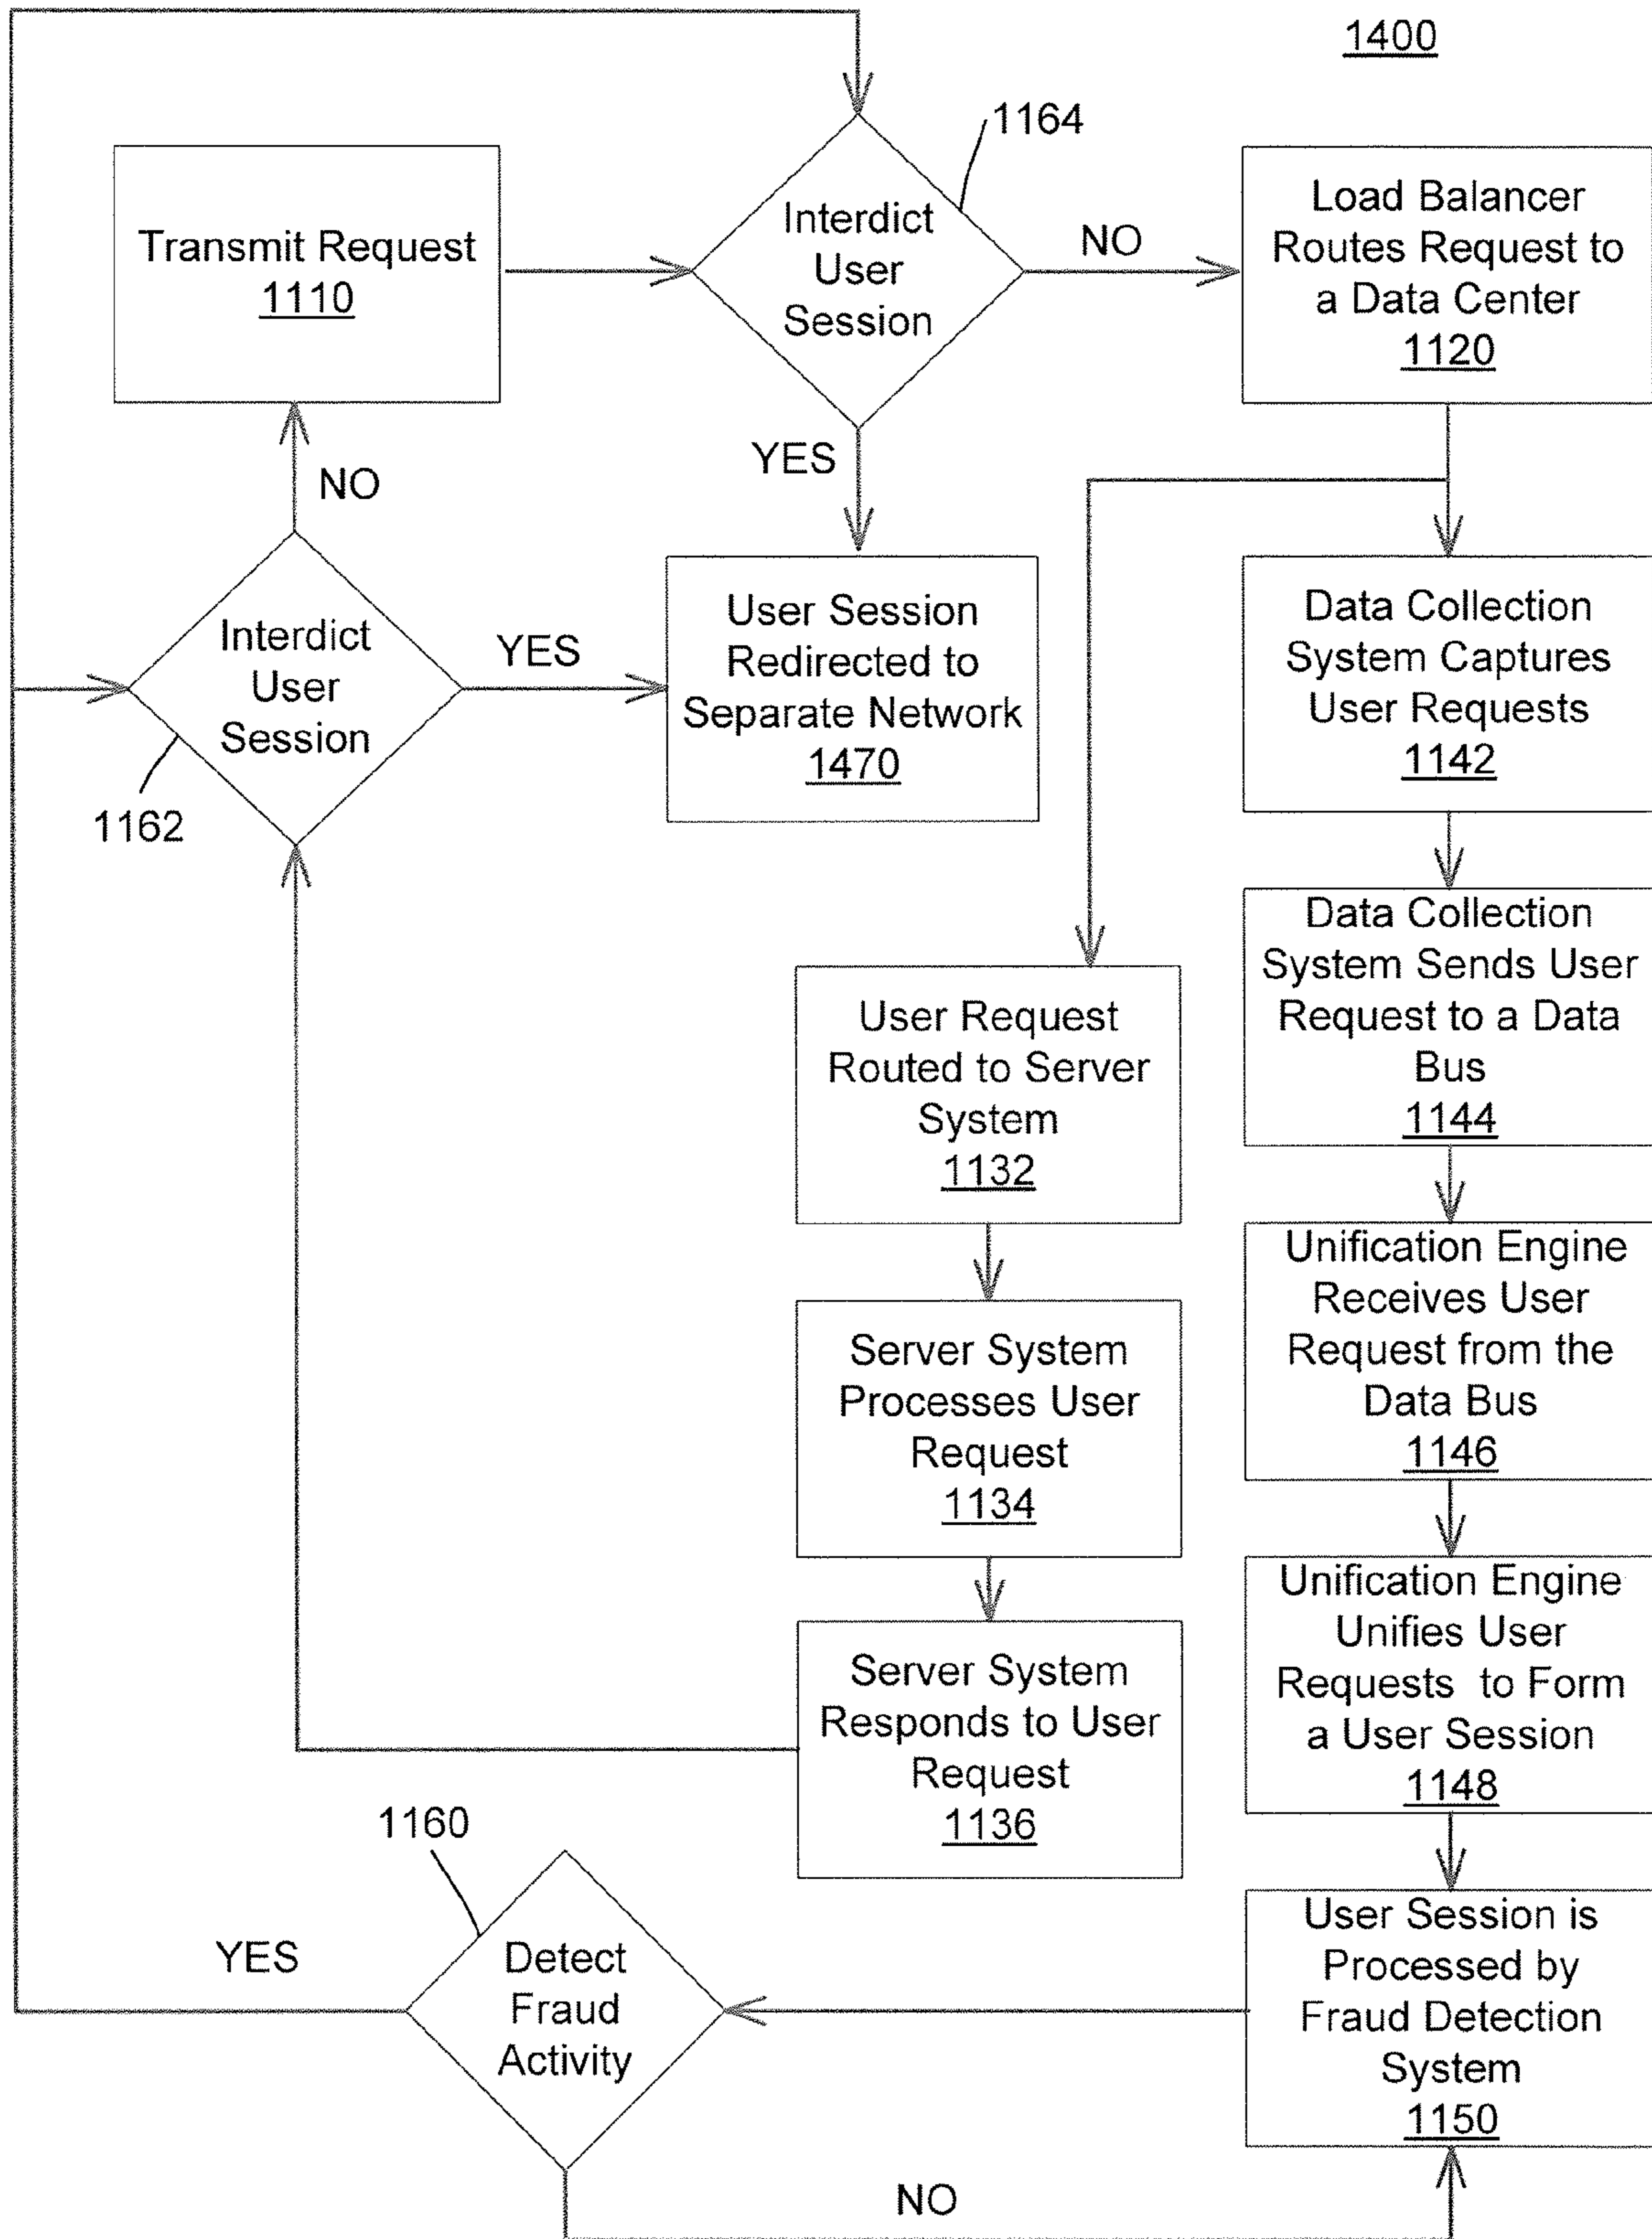 1400
1164
Transmit Request
1110
Interdict
User
Session
NO
Load Balancer
Routes Request to
a Data Center
1120
YES
NO
Interdict
User
Session
1162
YES
User Session
Redirected to
Separate Network
1470
Data Collection
System Captures
User Requests
1142
Data Collection
System Sends User
Request to a Data
Bus
1144
User Request
Routed to Server
System
1132
Unification Engine
Receives User
Request from the
Data Bus
1146
Server System
Processes User
Request
1134
Unification Engine
Unifies User
Requests to Form
a User Session
1148
Server System
Responds to User
Request
1136
1160
YES
Detect
Fraud
Activity
User Session is
Processed by
Fraud Detection
System
1150
NO